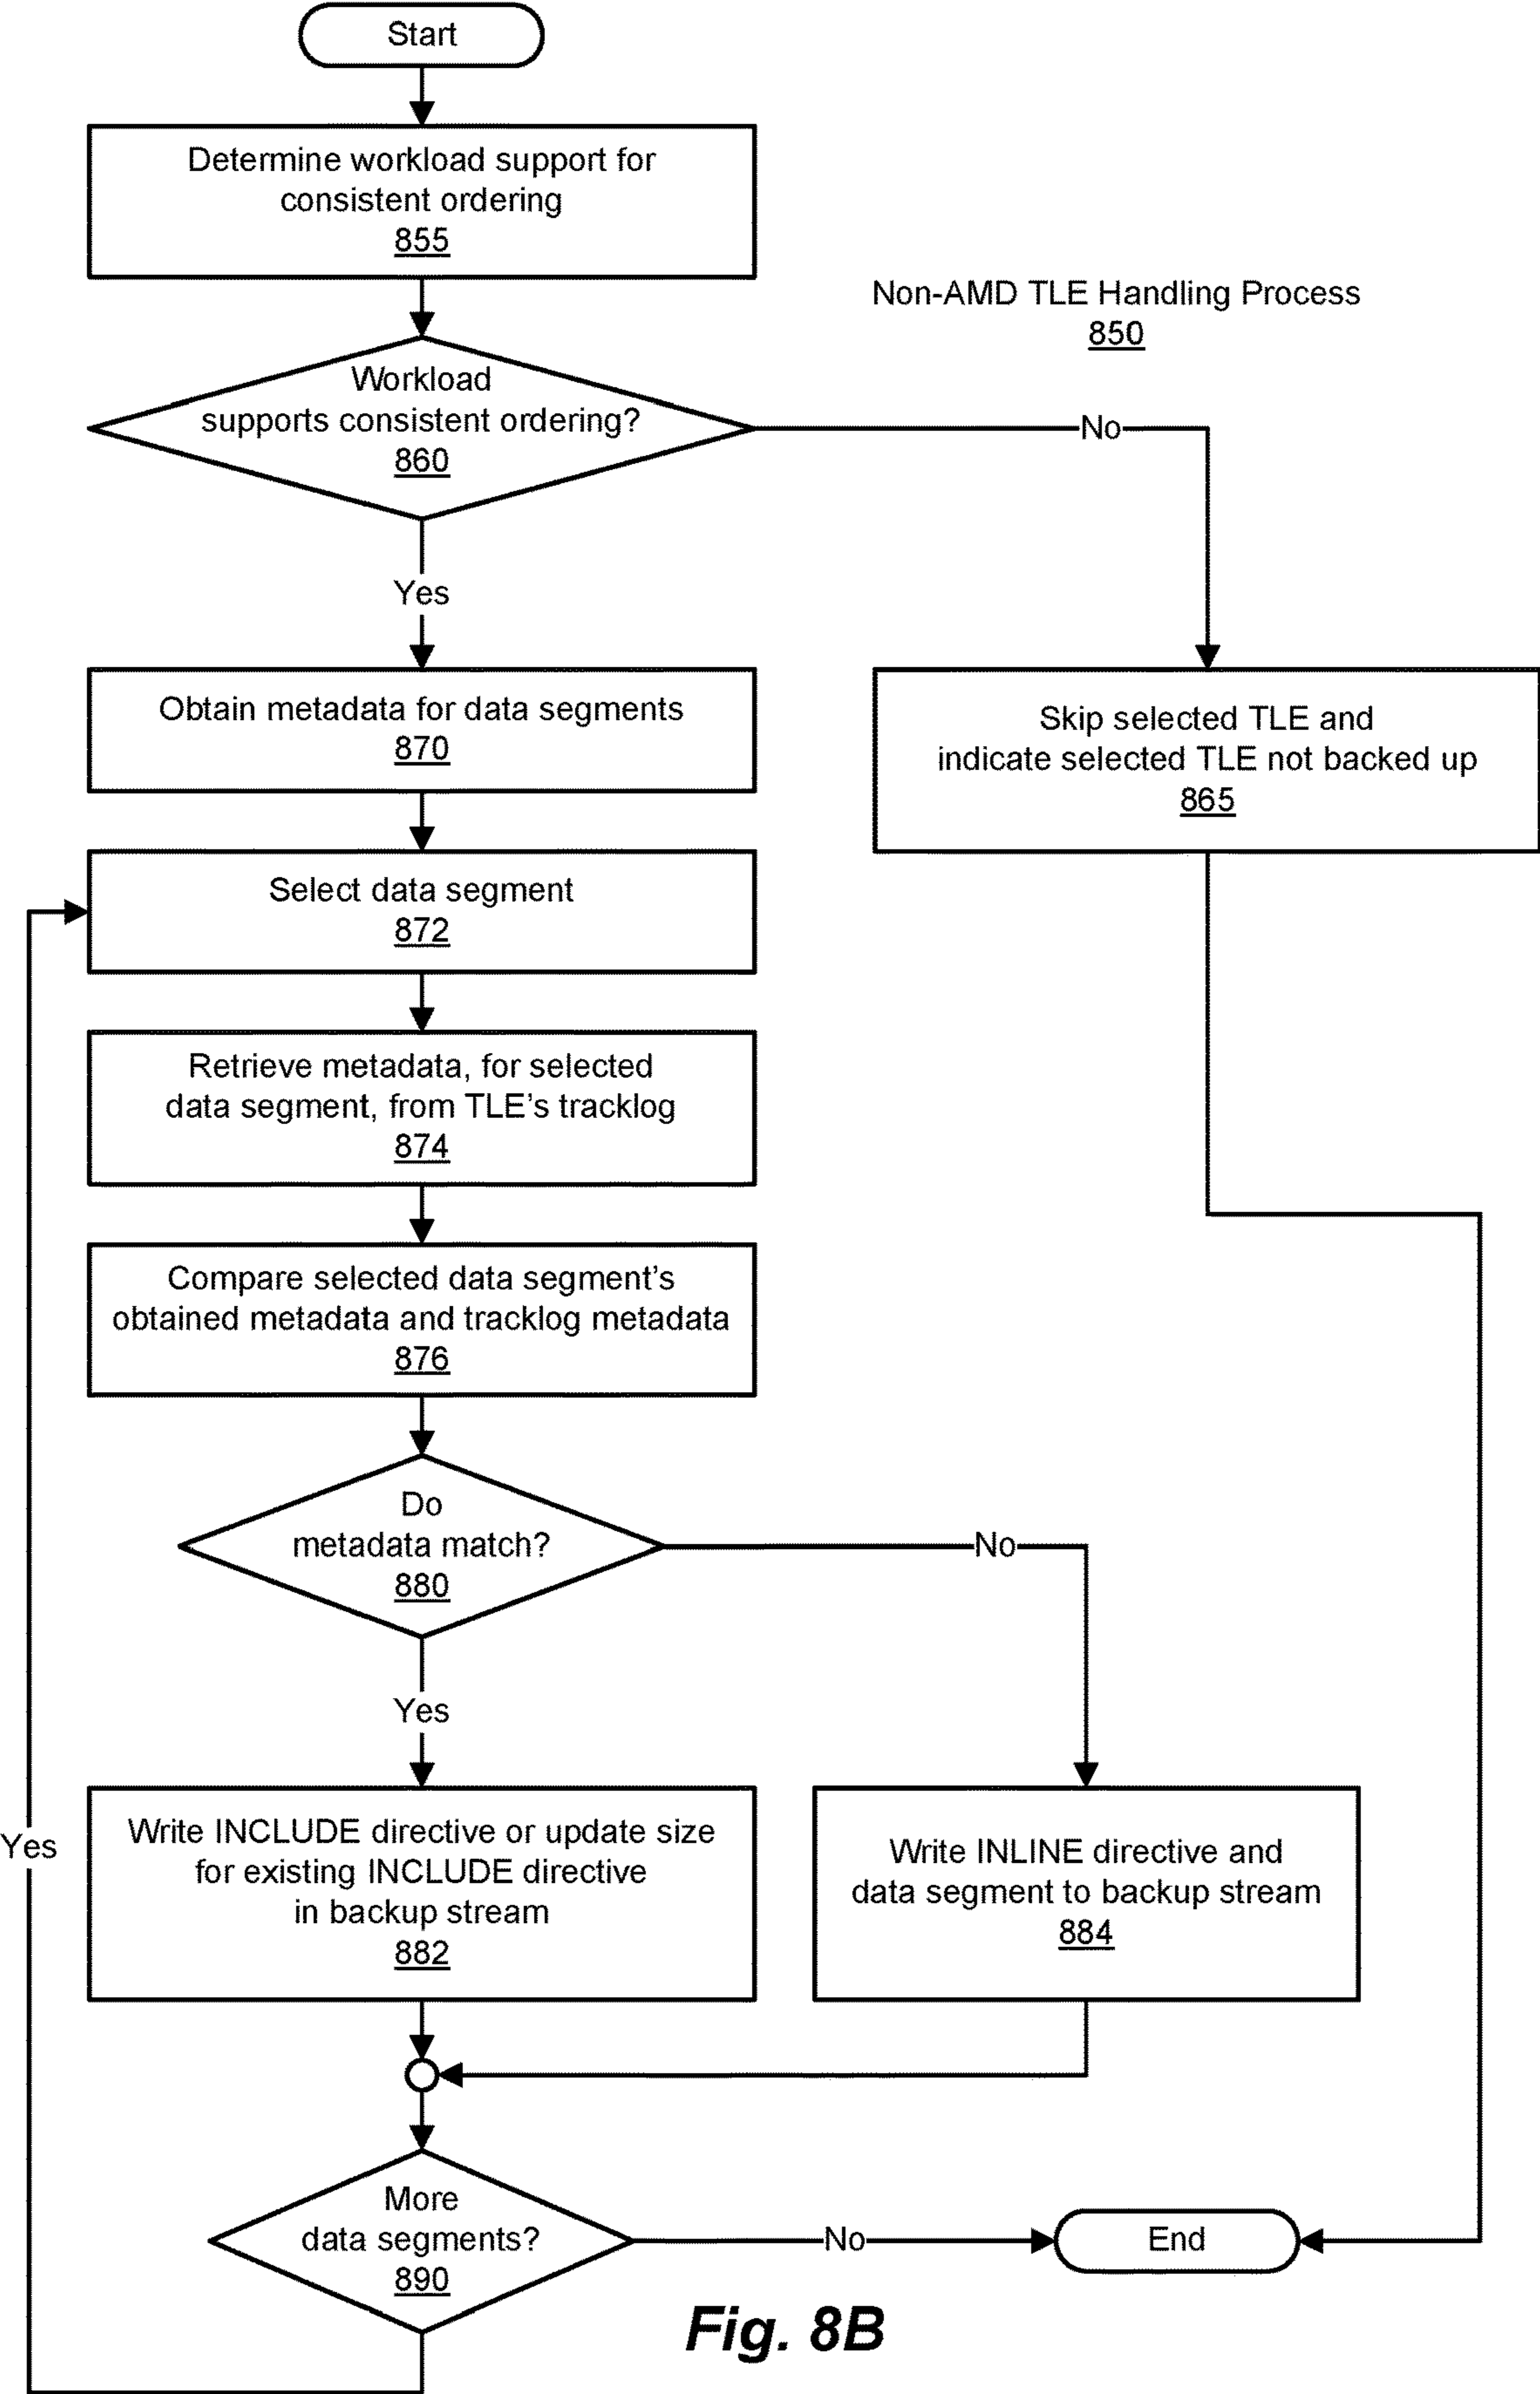 Start
Determine workload support for
consistent ordering
855
Non-AMD TLE Handling Process
850
Workload
supports consistent ordering?
860
No
Yes
Obtain metadata for data segments
870
Skip selected TLE and
indicate selected TLE not backed up
865
Select data segment
872
Retrieve metadata, for selected
data segment, from TLE's tracklog
874
Compare selected data segment's
obtained metadata and tracklog metadata
876
Do
metadata match?
880
No
Yes
Write INCLUDE directive or update size
for existing INCLUDE directive
in backup stream
882
Write INLINE directive and
data segment to backup stream
884
Yes
More
data segments?
890
No
End
Fig. 8B